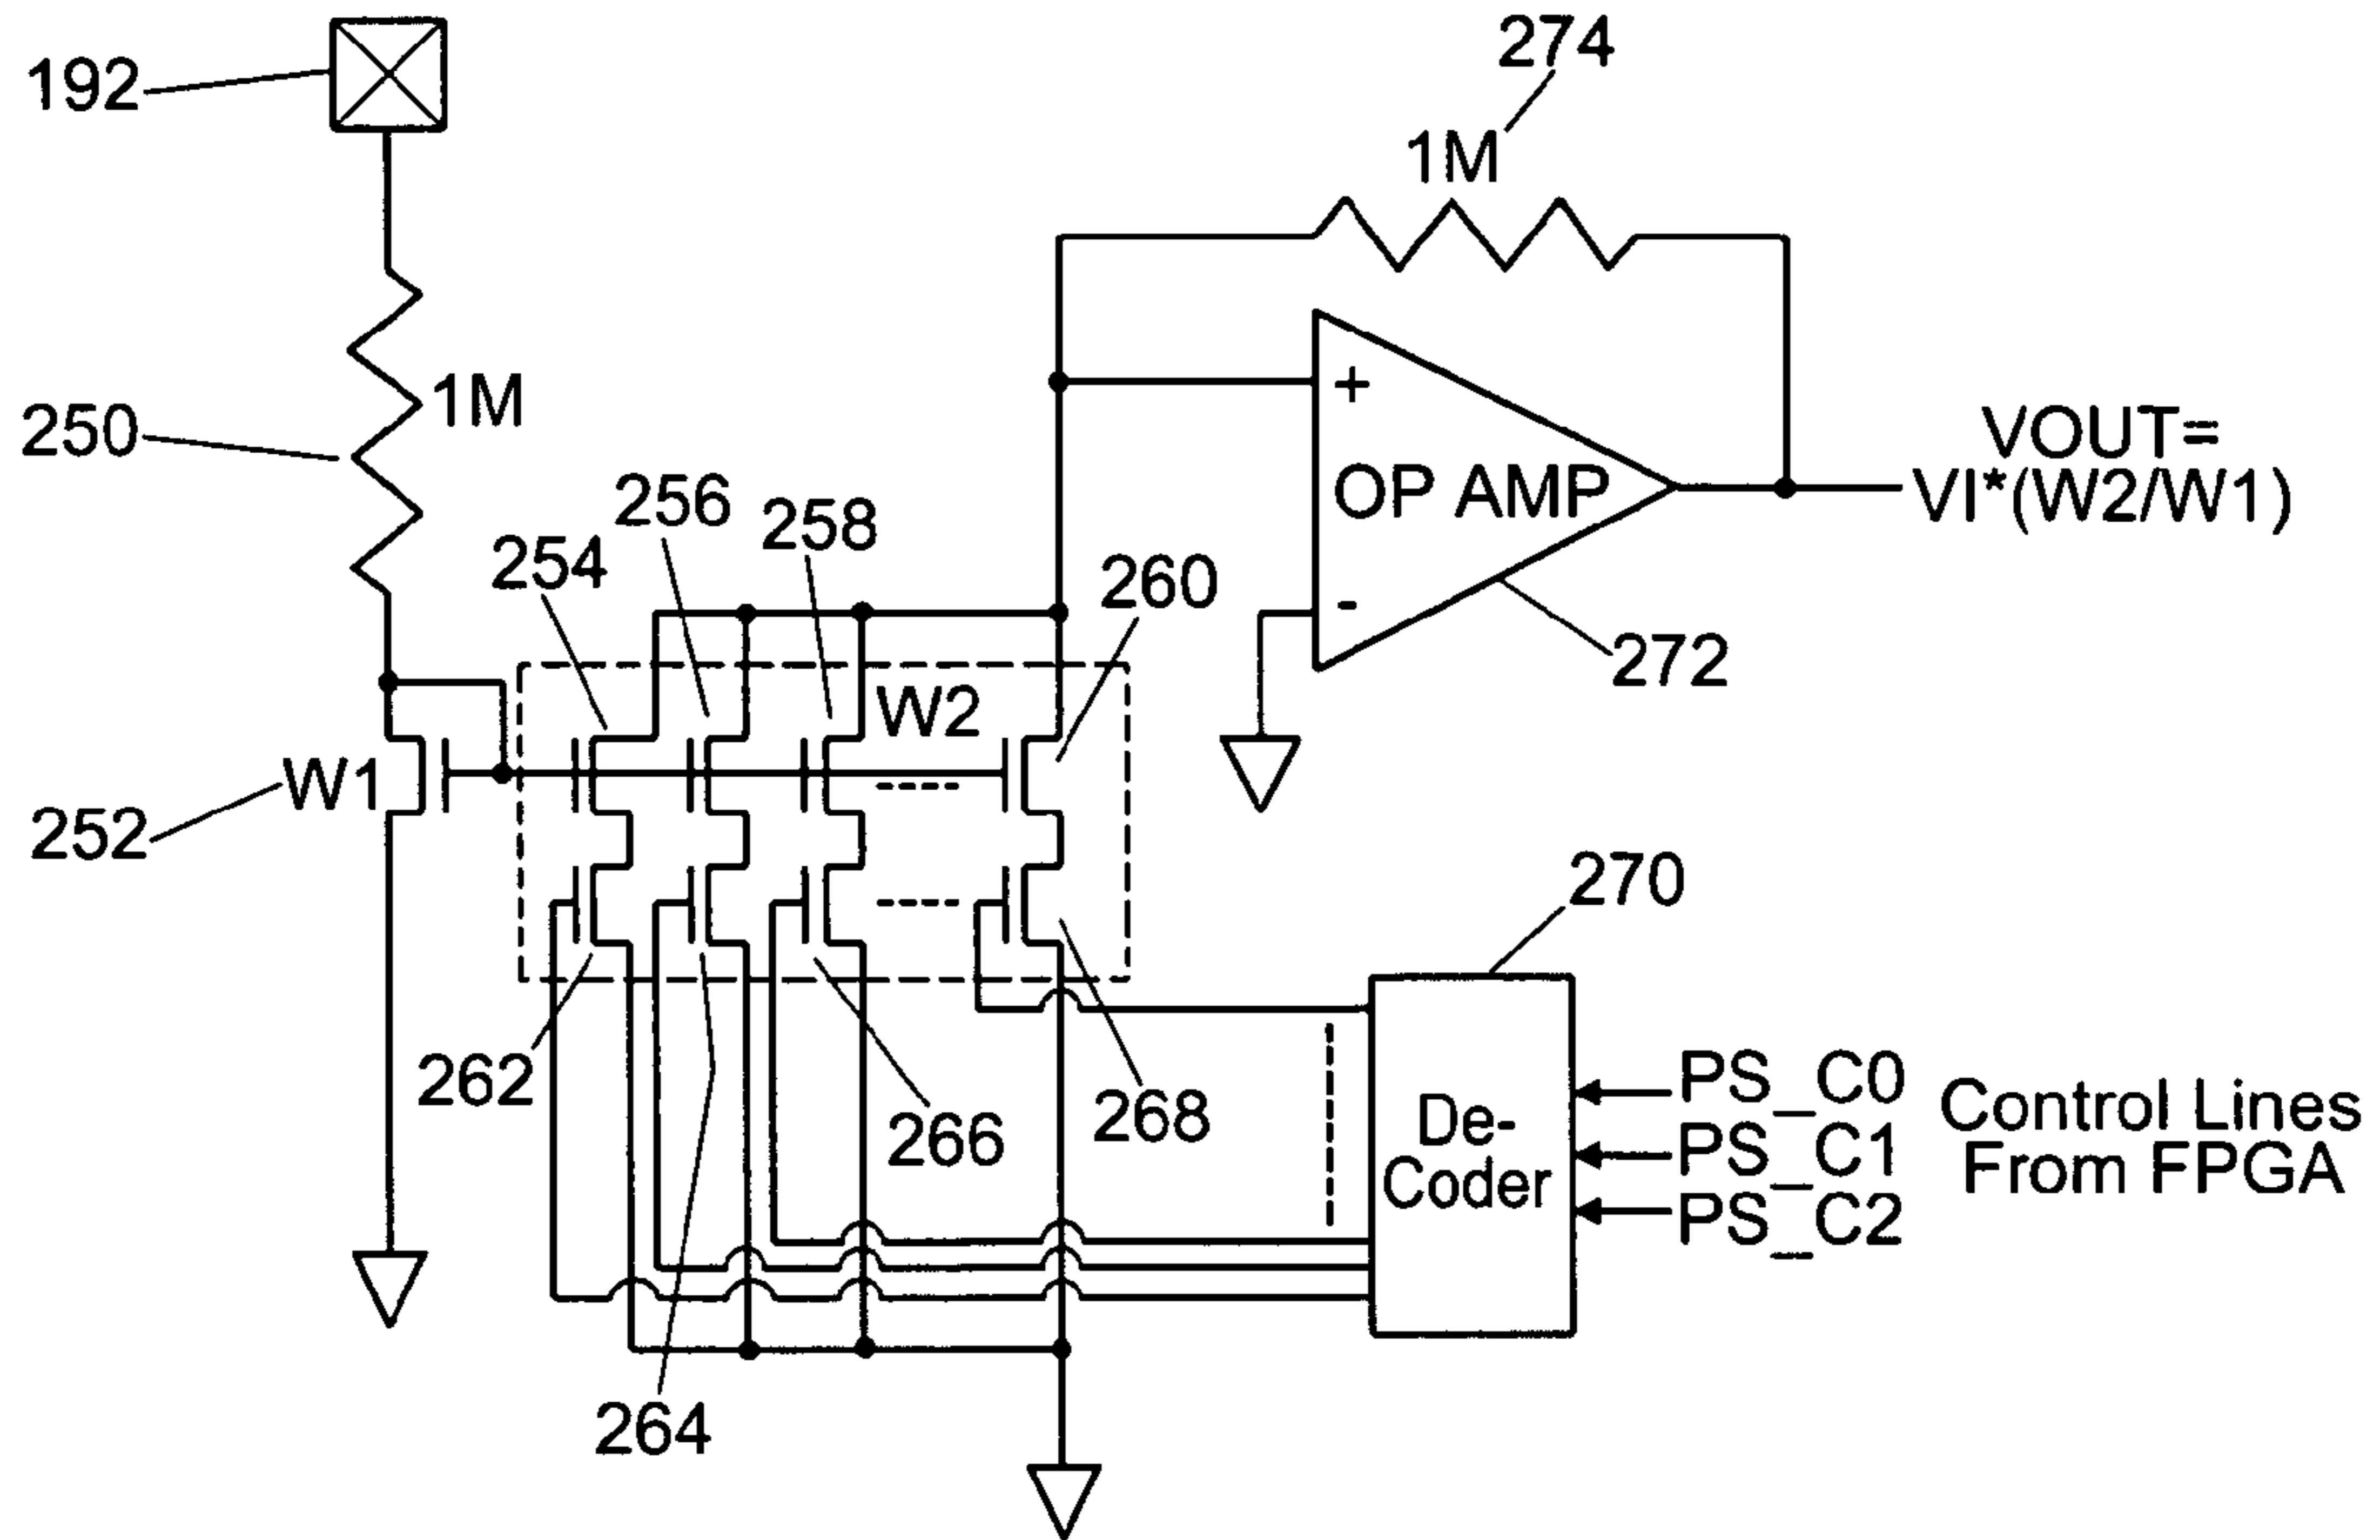 274
192
1M
+
OP AMP
-
VOUT=
VI*(W2/W1)
250
1M
256
258
254
260
272
W2
W1
252
270
262
266
268
264
De-
Coder
PS_C0
PS_C1
PS_C2
Control Lines
From FPGA